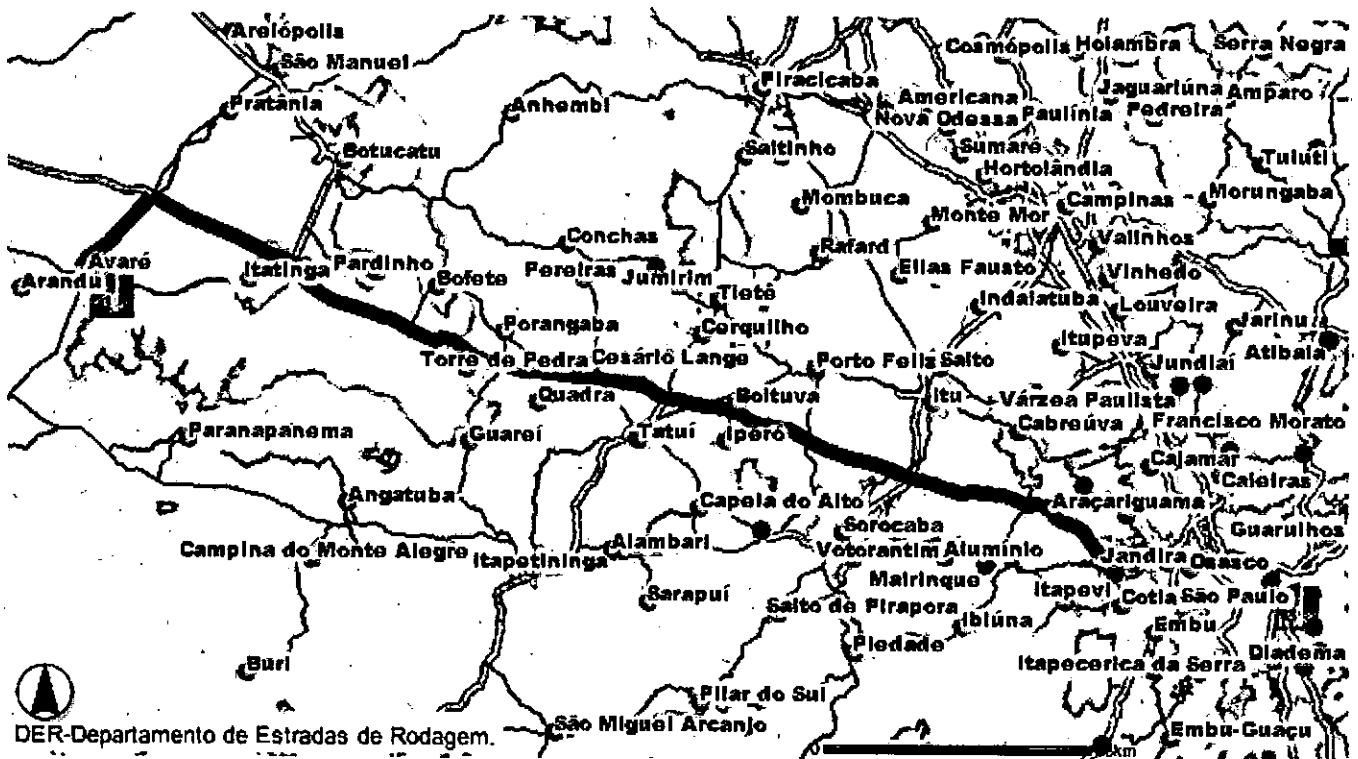 Areiópolis
Cosmópolis Holambra Serra Negra
São Manuel
Piracicaba
Pratânia
Anhembi
Americana
Jaguariúna Amparo
Nova Odessa Paulínia Pedreira
Botucatu
Saltinho
Sumaré
Tuiuti
Hortolândia
Mombuca
Campinas
Morungaba
Monte Mor
Conchas
Rafard
Valinhos
Avaré
Arandu
Itatinga Pardinho
Bofete
Pereiras Jumirim
Elias Fausto
Vinhedo
Tietê
Indaiatuba
Louveira
Porangaba
Cerquilho
Jarinu
Itupeva
Torre de Pedra Cesário Lange
Porto Feliz Salto
Jundiaí
Atibaia
Quadra
Boituva
Itu
Várzea Paulista
Paranapanema
Guareí
Tatuí
Iperó
Cabreúva
Francisco Morato
Cajamar
Caieiras
Angatuba
Capela do Alto
Araçariguama
Sorocaba
Guarulhos
Campina do Monte Alegre
Itapetininga
Alambari
Votorantim Alumínio
Jandira Osasco
Mairinque
Itapevi
Sarapuí
Cotia São Paulo
Salto de Pirapora
Ibiúna
Embu
Piedade
Diadema
Buri
Itapecerica da Serra
Pilar do Sul
São Miguel Arcanjo
DER-Departamento de Estradas de Rodagem.
Embu-Guaçu
0 km